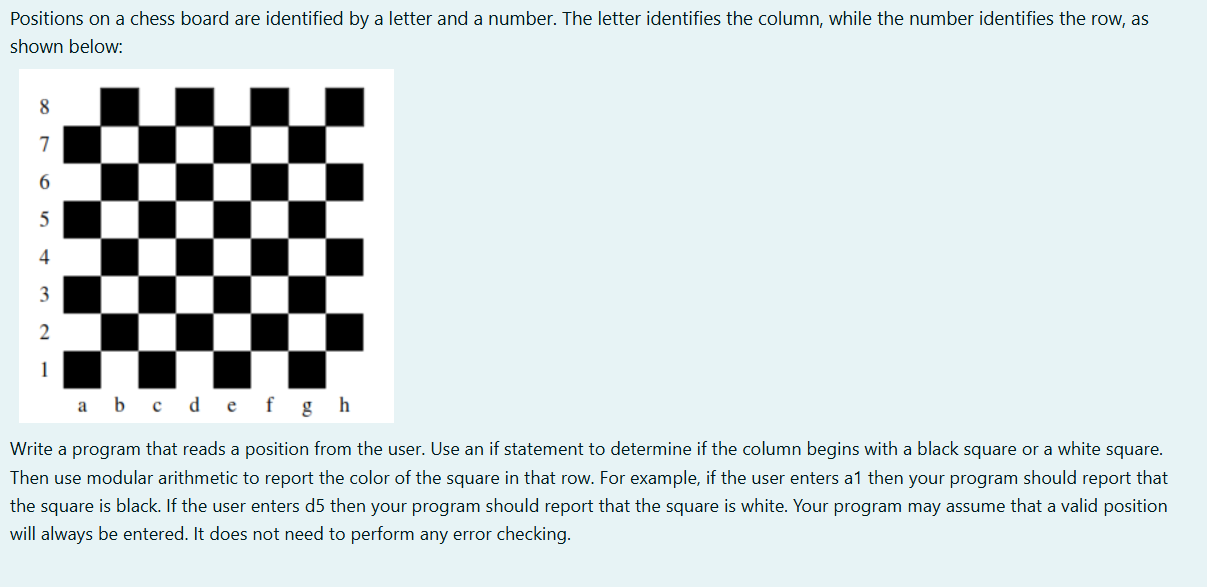 Positions on a chess board are identified by a letter and a number. The letter identifies the column, while the number identifies the row, as
shown below:
8
7
6
5
4
3
2
1
a b c d e f g h
Write a program that reads a position from the user. Use an if statement to determine if the column begins with a black square or a white square.
Then use modular arithmetic to report the color of the square in that row. For example, if the user enters a1 then your program should report that
the square is black. If the user enters d5 then your program should report that the square is white. Your program may assume that a valid position
will always be entered. It does not need to perform any error checking.